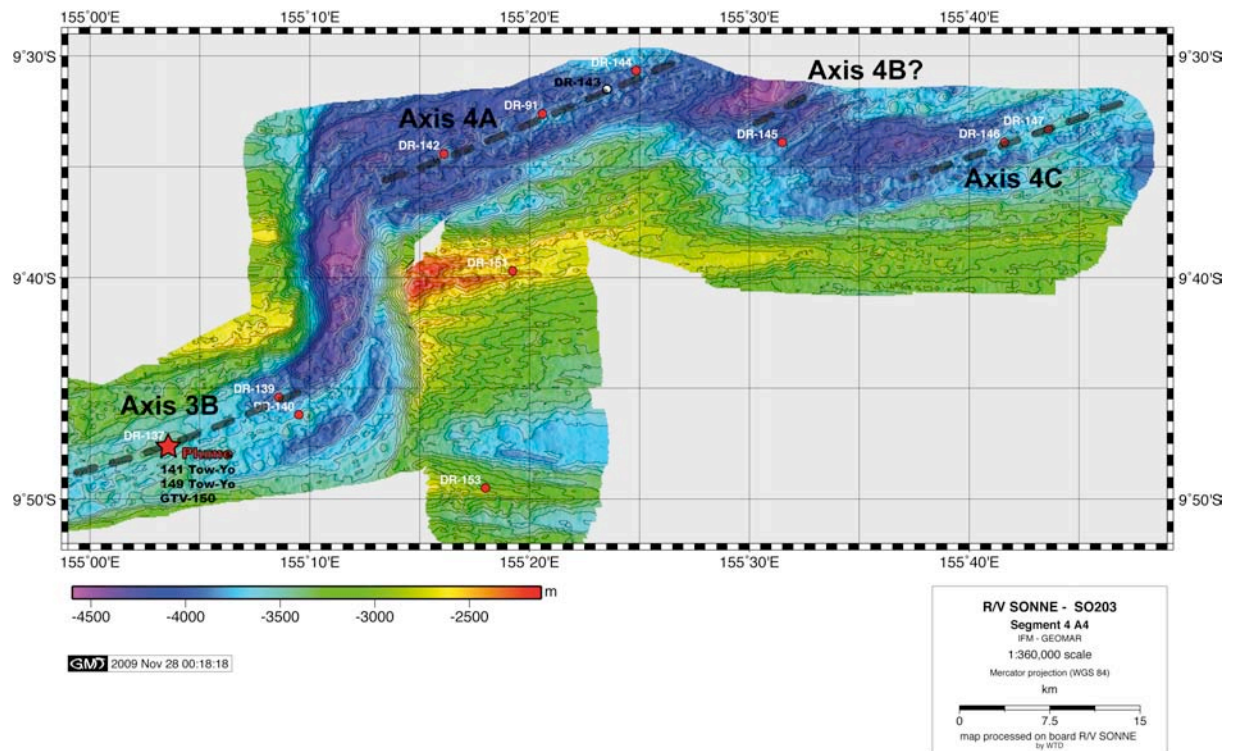 155˚00'E
155˚10'E
155˚20'E
155˚30'E
155˚40'E
9˚30'S
9˚30'S
DR-144
DR-143
Axis 4B?
DR-91
Axis 4A
DR-142
DR-145
DR-147
DR-146
Axis 4C
DR-151
9˚40'S
9˚40'S
DR-139
DR-140
Axis 3B
DR-137
Plume
141 Tow-Yo
149 Tow-Yo
GTV-150
DR-153
9˚50'S
9˚50'S
155˚00'E
155˚10'E
155˚20'E
155˚30'E
155˚40'E
m
-4500
-4000
-3500
-3000
-2500
GMT 2009 Nov 28 00:18:18
R/V SONNE - SO203
Segment 4 A4
IFM - GEOMAR
1:360,000 scale
Mercator projection (WGS 84)
km
0
7.5
15
map processed on board R/V SONNE
by WTD